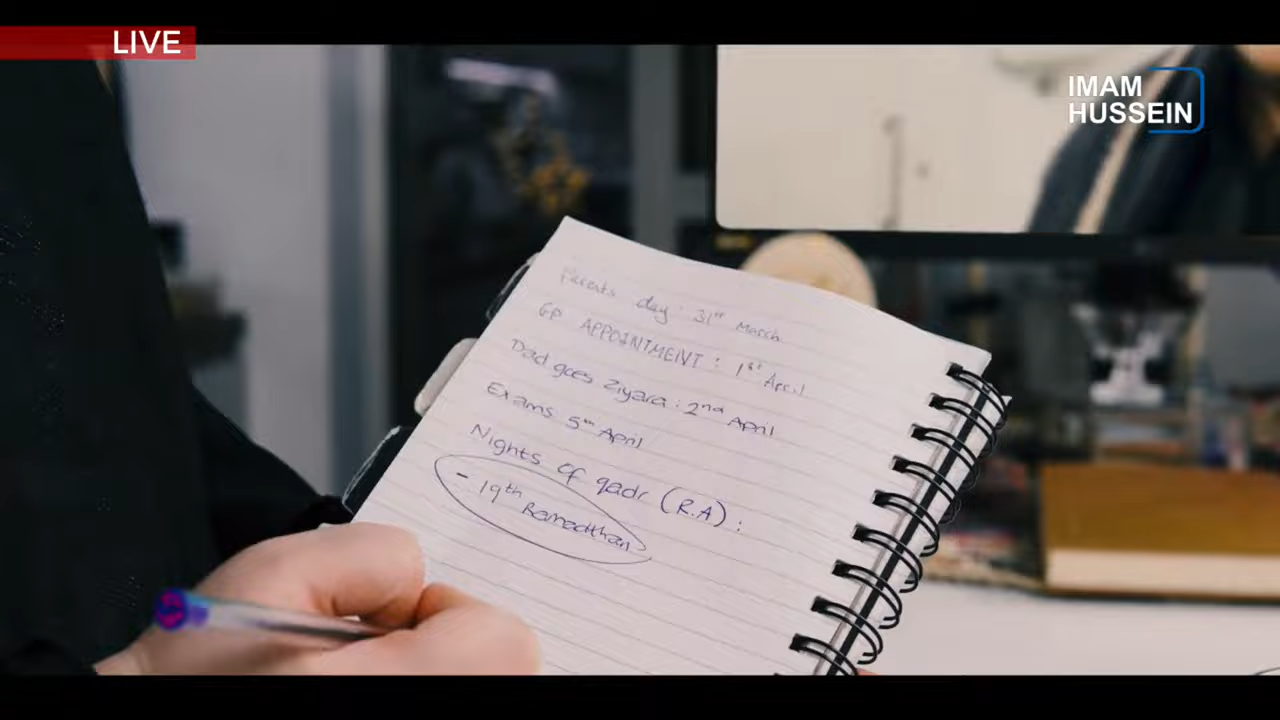 LIVE
IMAM
HUSSEIN
Parents day: 31st March
GP APPOINTMENT: 1st April
Dad goes Ziyara: 2nd April
Exams 5th April
Nights of qadr (R.A):
- 19th Ramadthan